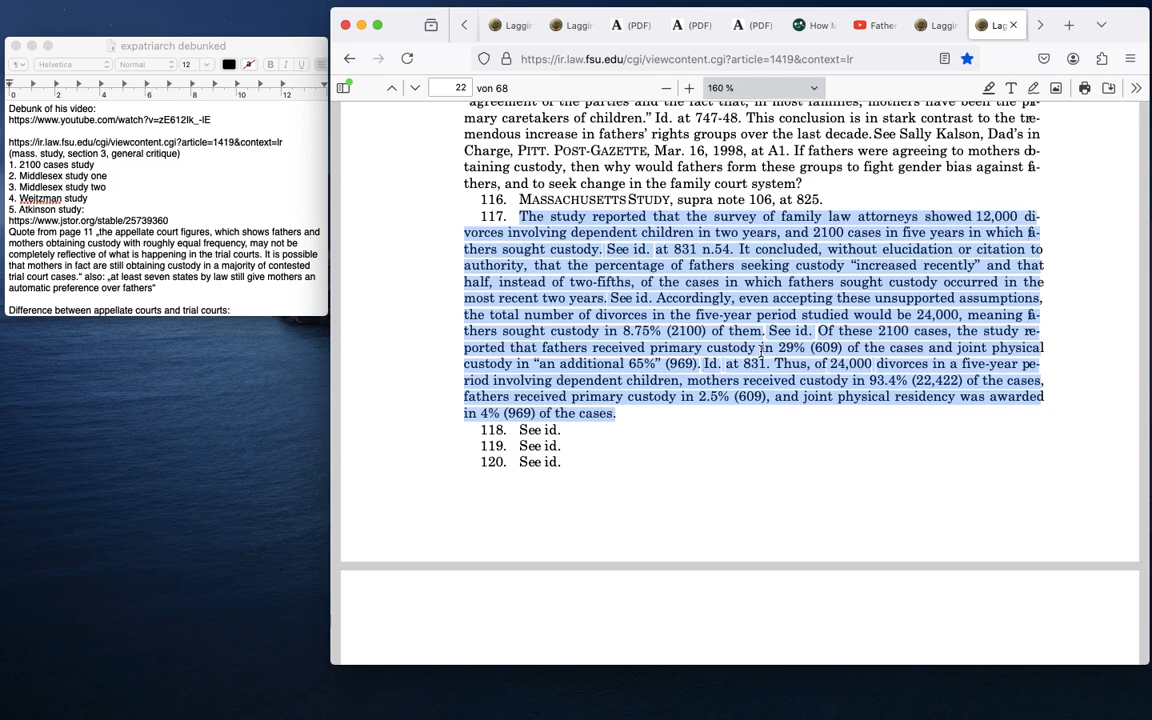 expatriarch debunked
Helvetica
Normal
12
B
I
U
0
2
4
6
8
10
12
Debunk of his video:
https://www.youtube.com/watch?v=zE612Ik_-IE
https://ir.law.fsu.edu/cgi/viewcontent.cgi?article=1419&context=lr
(mass. study, section 3, general critique)
1. 2100 cases study
2. Middlesex study one
3. Middlesex study two
4. Weitzman study
5. Atkinson study:
https://www.jstor.org/stable/25739360
Quote from page 11 „the appellate court figures, which shows fathers and
mothers obtaining custody with roughly equal frequency, may not be
completely reflective of what is happening in the trial courts. It is possible
that mothers in fact are still obtaining custody in a majority of contested
trial court cases.“ also: „at least seven states by law still give mothers an
automatic preference over fathers“
Difference between appellate courts and trial courts:
Laggir
Laggir
(PDF)
(PDF)
(PDF)
How M
Father
Laggir
Lag
https://ir.law.fsu.edu/cgi/viewcontent.cgi?article=1419&context=lr
22
von 68
160 %
agreement of the parties and the fact that, in most families, mothers have been the pri-
mary caretakers of children.” Id. at 747-48. This conclusion is in stark contrast to the tre-
mendous increase in fathers’ rights groups over the last decade. See Sally Kalson, Dad’s in
Charge, PITT. POST-GAZETTE, Mar. 16, 1998, at A1. If fathers were agreeing to mothers ob-
taining custody, then why would fathers form these groups to fight gender bias against fa-
thers, and to seek change in the family court system?
116. MASSACHUSETTS STUDY, supra note 106, at 825.
117. The study reported that the survey of family law attorneys showed 12,000 di-
vorces involving dependent children in two years, and 2100 cases in five years in which fa-
thers sought custody. See id. at 831 n.54. It concluded, without elucidation or citation to
authority, that the percentage of fathers seeking custody “increased recently” and that
half, instead of two-fifths, of the cases in which fathers sought custody occurred in the
most recent two years. See id. Accordingly, even accepting these unsupported assumptions,
the total number of divorces in the five-year period studied would be 24,000, meaning fa-
thers sought custody in 8.75% (2100) of them. See id. Of these 2100 cases, the study re-
ported that fathers received primary custody in 29% (609) of the cases and joint physical
custody in “an additional 65%” (969). Id. at 831. Thus, of 24,000 divorces in a five-year pe-
riod involving dependent children, mothers received custody in 93.4% (22,422) of the cases,
fathers received primary custody in 2.5% (609), and joint physical residency was awarded
in 4% (969) of the cases.
118. See id.
119. See id.
120. See id.